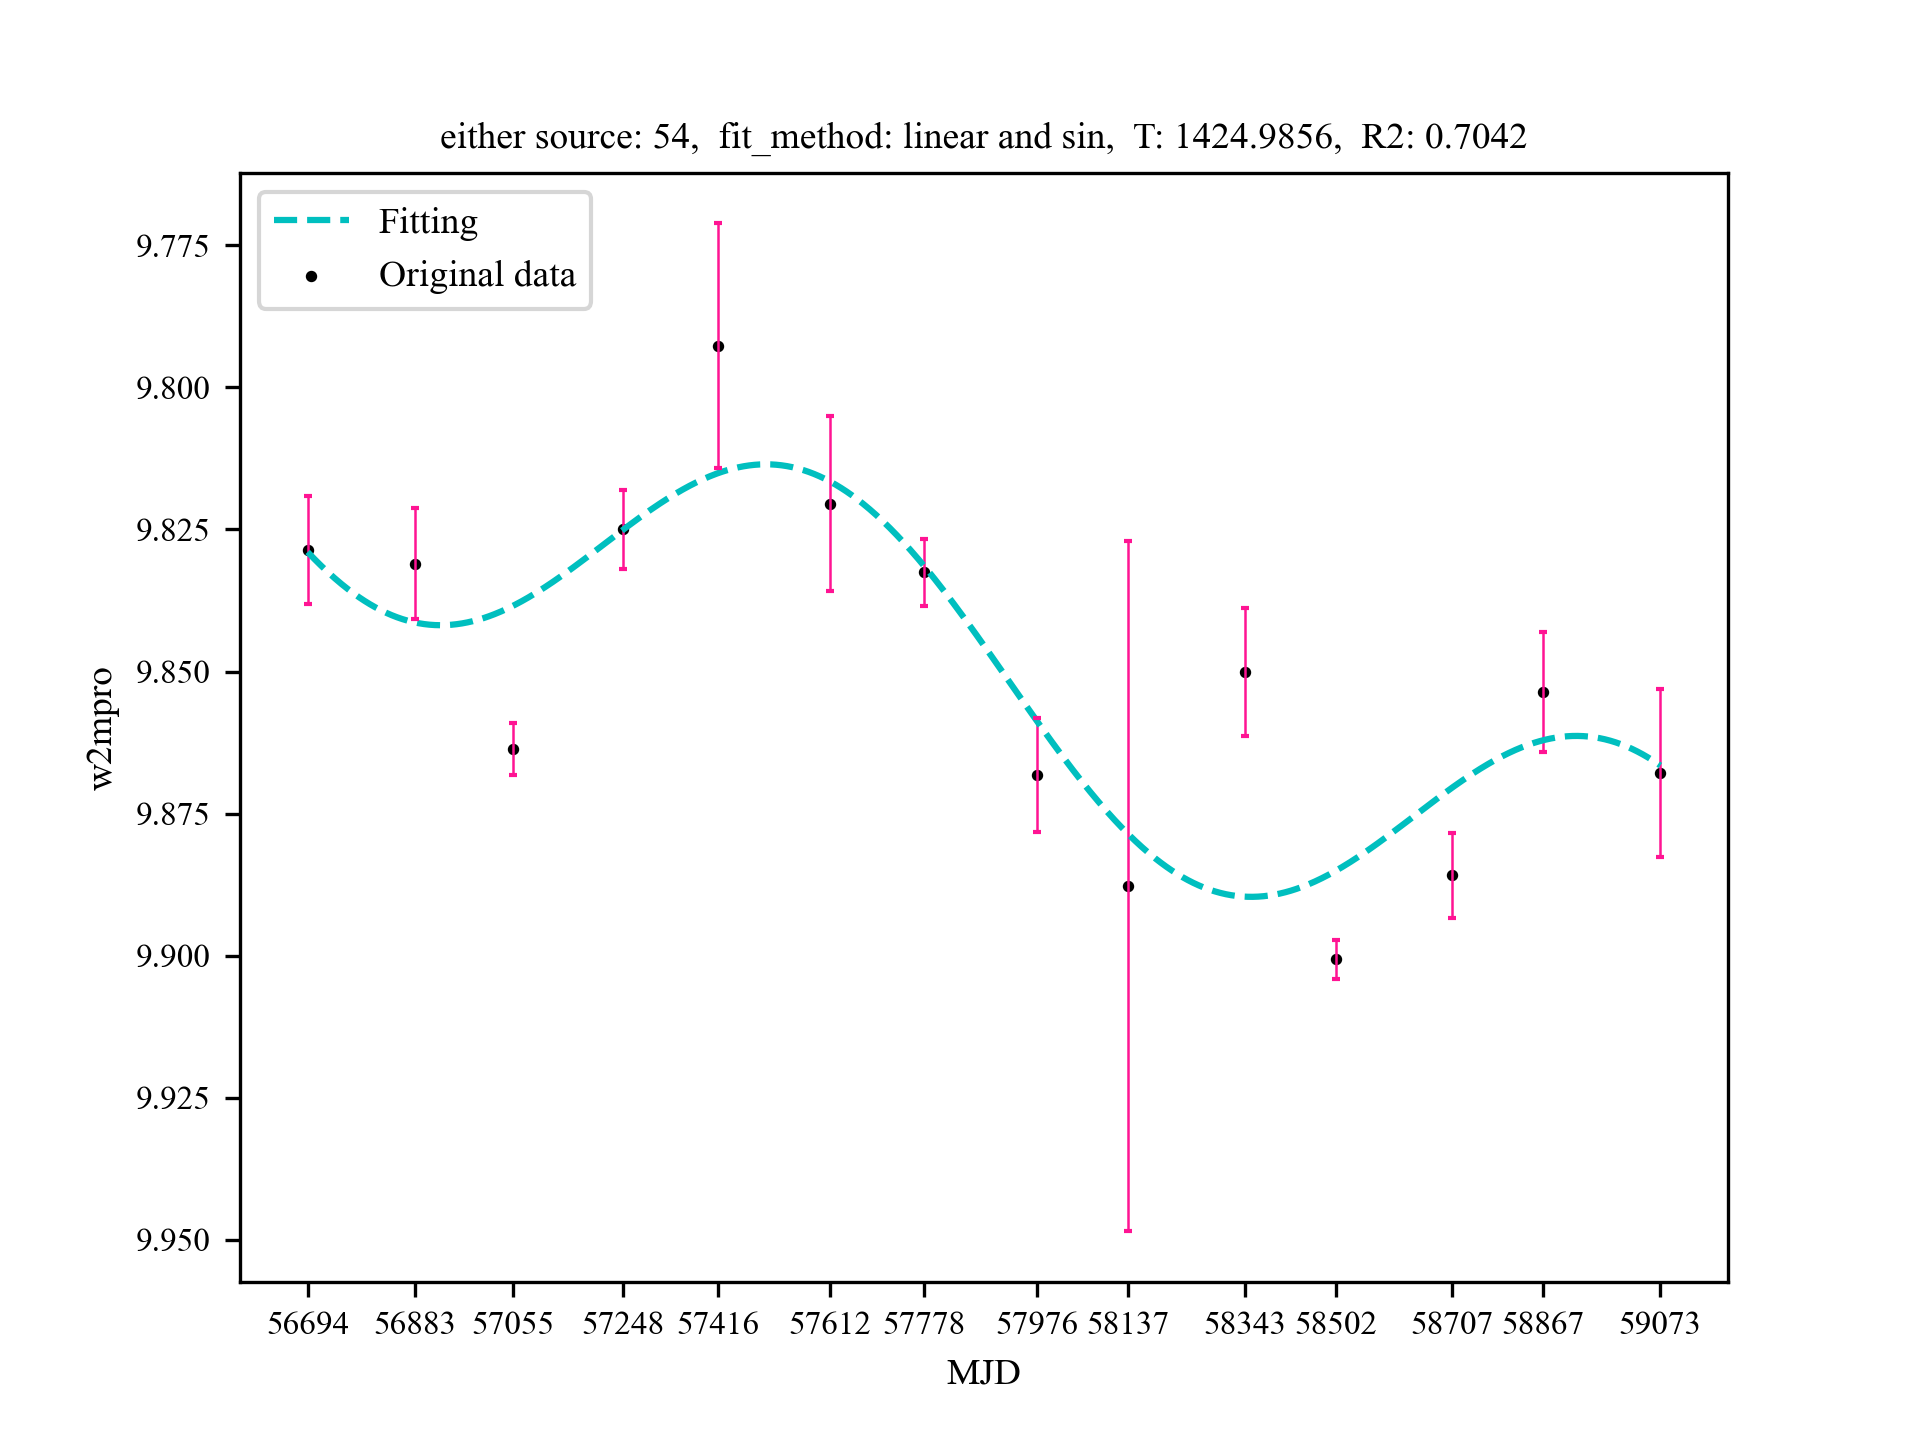 either source: 54,  fit_method: linear and sin,  T: 1424.9856,  R2: 0.7042
Fitting
Original data
9.775
9.800
9.825
9.850
9.875
9.900
9.925
9.950
w2mpro
56694 56883 57055 57248 57416 57612 57778 57976 58137 58343 58502 58707 58867 59073
MJD